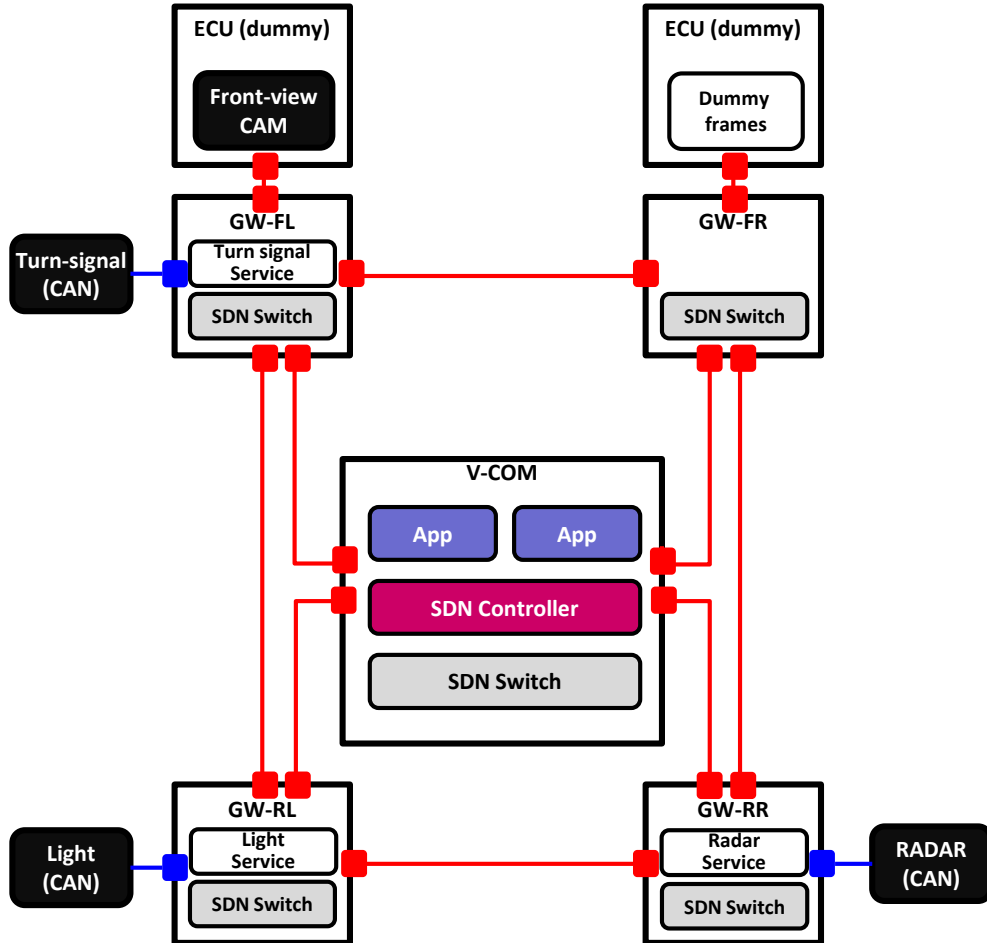 ECU (dummy)
Front-view
CAM
ECU (dummy)
Dummy
frames
GW-FL
Turn signal
Service
SDN Switch
Turn-signal
(CAN)
GW-FR
SDN Switch
V-COM
App
App
SDN Controller
SDN Switch
GW-RL
Light
Service
SDN Switch
Light
(CAN)
GW-RR
Radar
Service
SDN Switch
RADAR
(CAN)